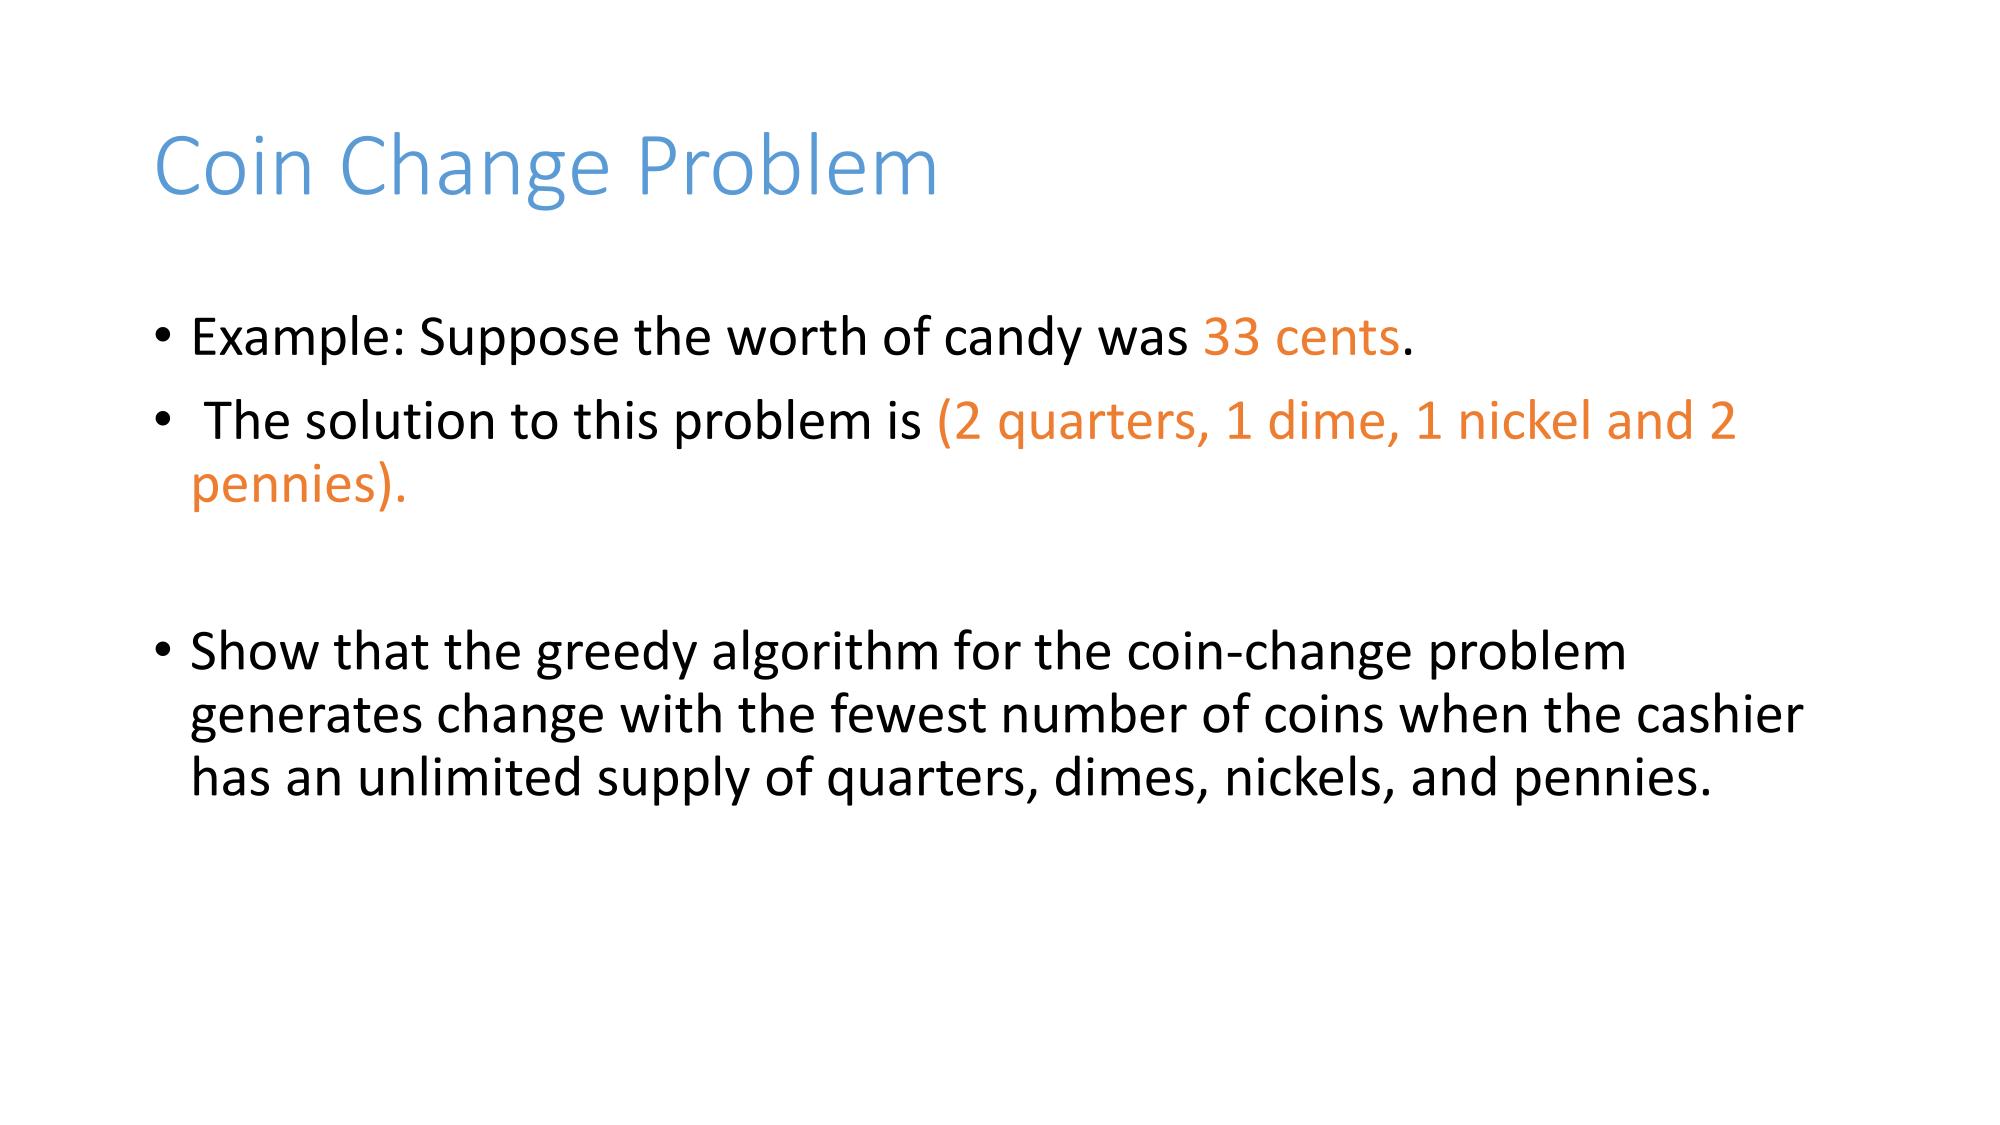 Coin Change Problem
• Example: Suppose the worth of candy was 33 cents.
• The solution to this problem is (2 quarters, 1 dime, 1 nickel and 2
pennies).
• Show that the greedy algorithm for the coin-change problem
generates change with the fewest number of coins when the cashier
has an unlimited supply of quarters, dimes, nickels, and pennies.